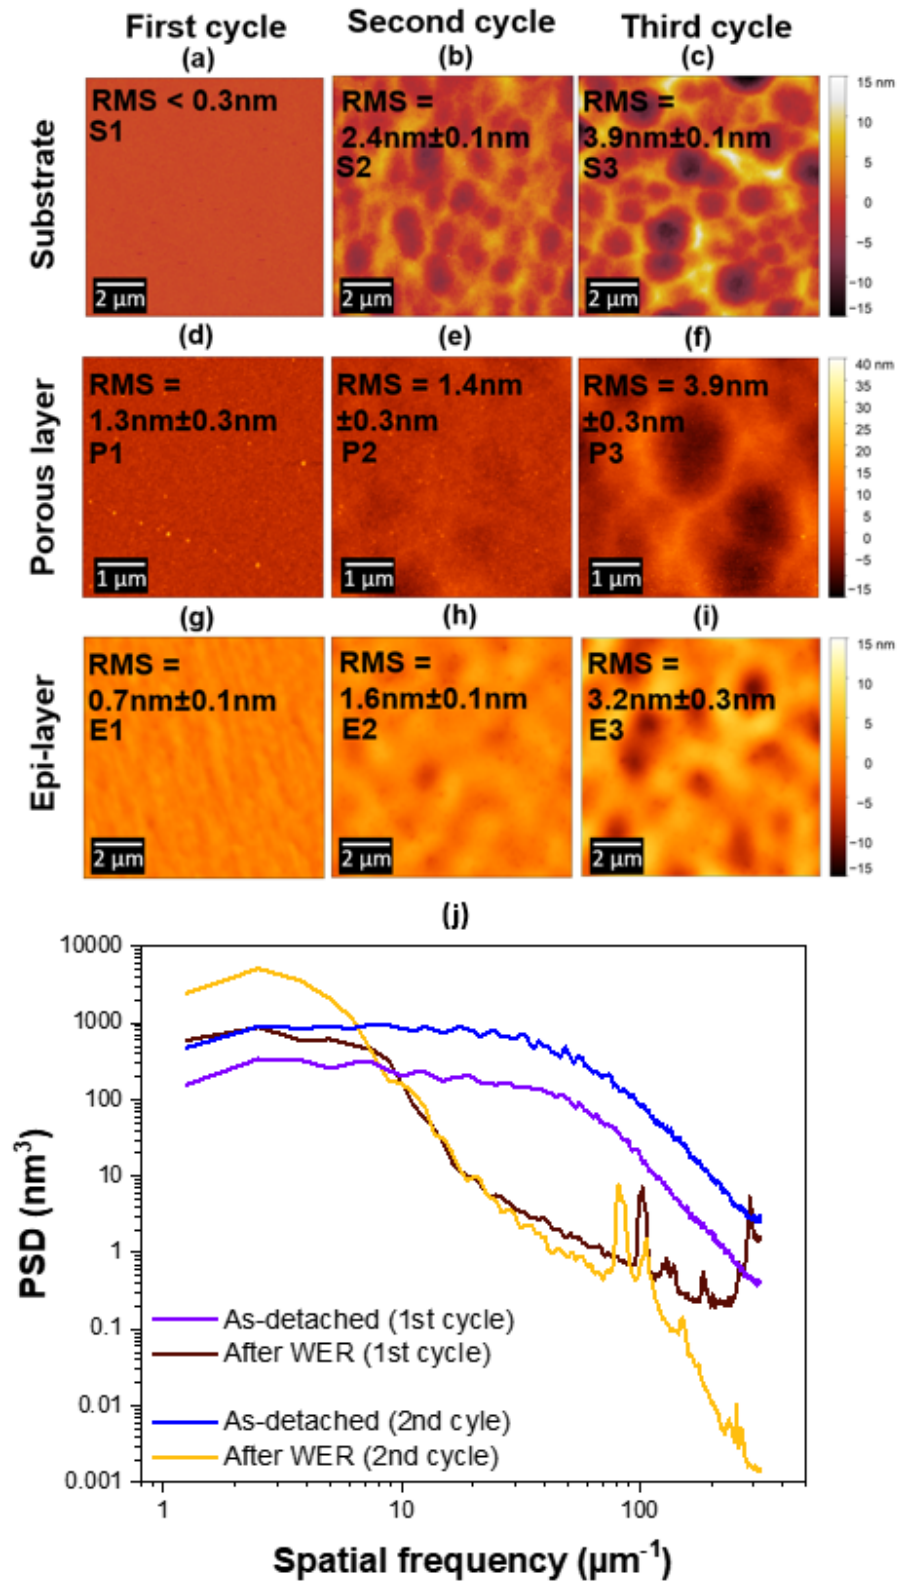 First cycle Second cycle Third cycle
(a) (b) (c)
Substrate
RMS < 0.3nm
S1
2 µm
RMS =
2.4nm±0.1nm
S2
2 µm
RMS =
3.9nm±0.1nm
S3
2 µm
15 nm
10
5
0
−5
−10
−15
(d) (e) (f)
Porous layer
RMS =
1.3nm±0.3nm
P1
1 µm
RMS = 1.4nm
±0.3nm
P2
1 µm
RMS = 3.9nm
±0.3nm
P3
1 µm
40 nm
35
30
25
20
15
10
5
0
−5
−15
(g) (h) (i)
Epi-layer
RMS =
0.7nm±0.1nm
E1
2 µm
RMS =
1.6nm±0.1nm
E2
2 µm
RMS =
3.2nm±0.3nm
E3
2 µm
15 nm
10
5
0
−5
−10
−15
(j)
PSD (nm³)
10000
1000
100
10
1
0.1
0.01
0.001
As-detached (1st cycle)
After WER (1st cycle)
As-detached (2nd cyle)
After WER (2nd cycle)
1 10 100
Spatial frequency (µm⁻¹)